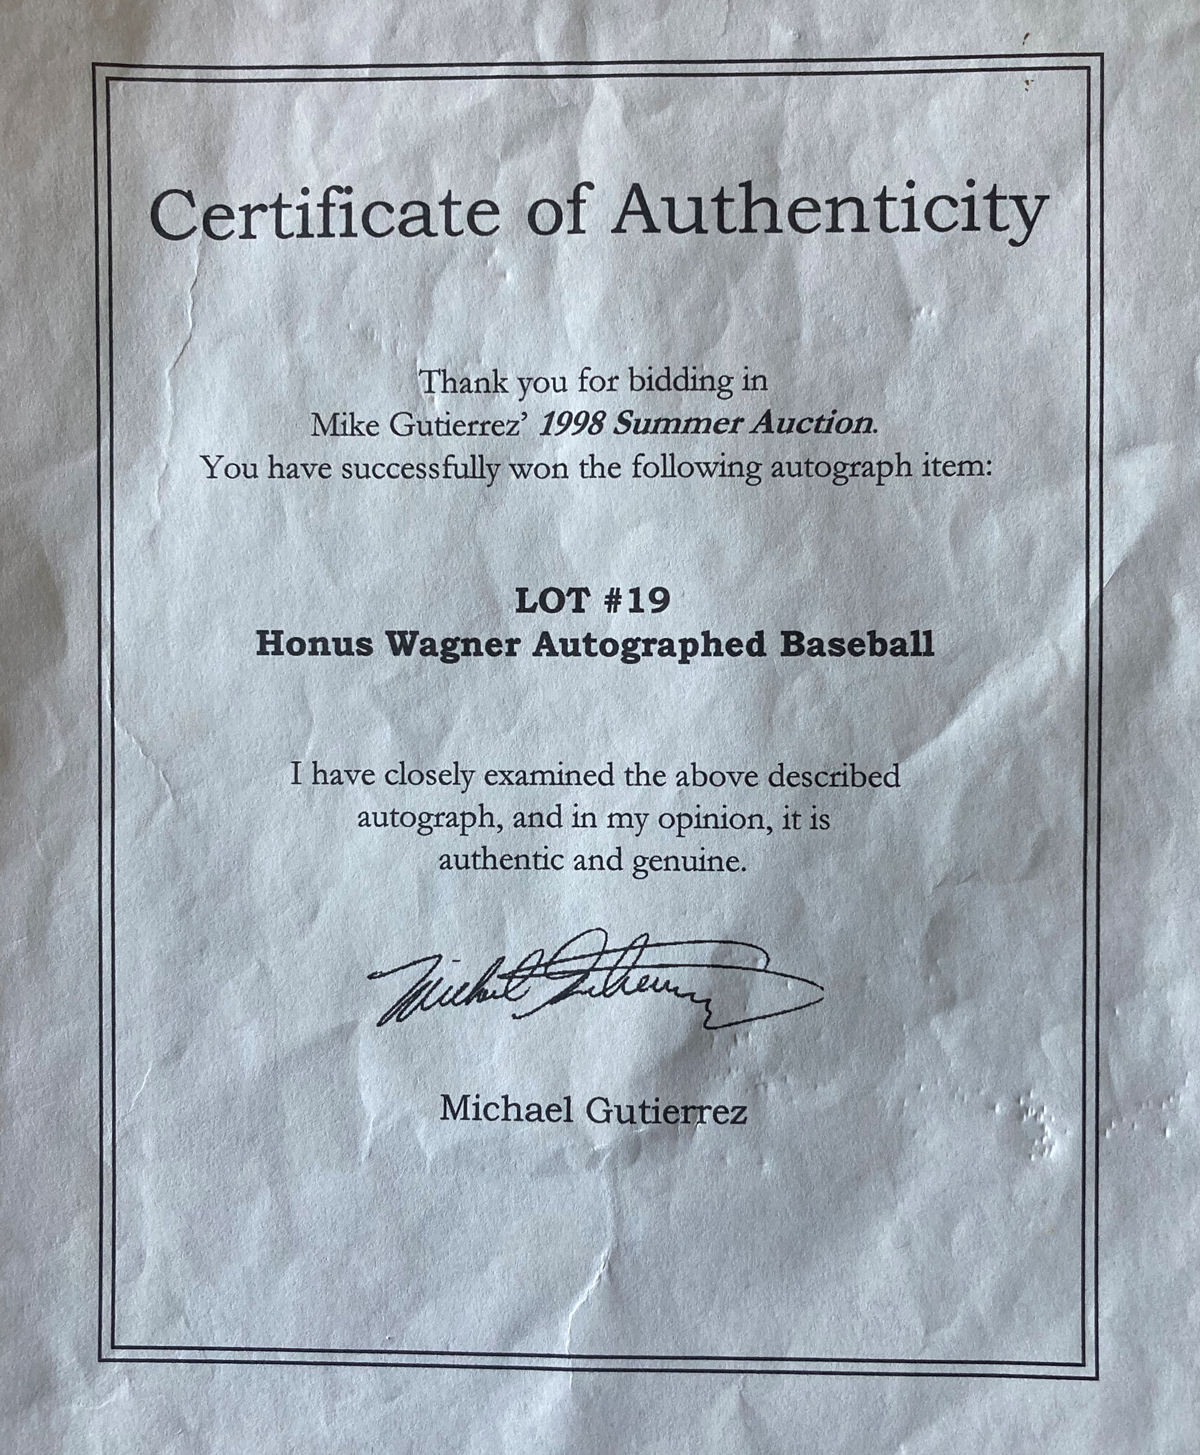 Certificate of Authenticity
Thank you for bidding in
Mike Gutierrez’ 1998 Summer Auction.
You have successfully won the following autograph item:
LOT #19
Honus Wagner Autographed Baseball
I have closely examined the above described
autograph, and in my opinion, it is
authentic and genuine.
Michael Gutierrez
Michael Gutierrez